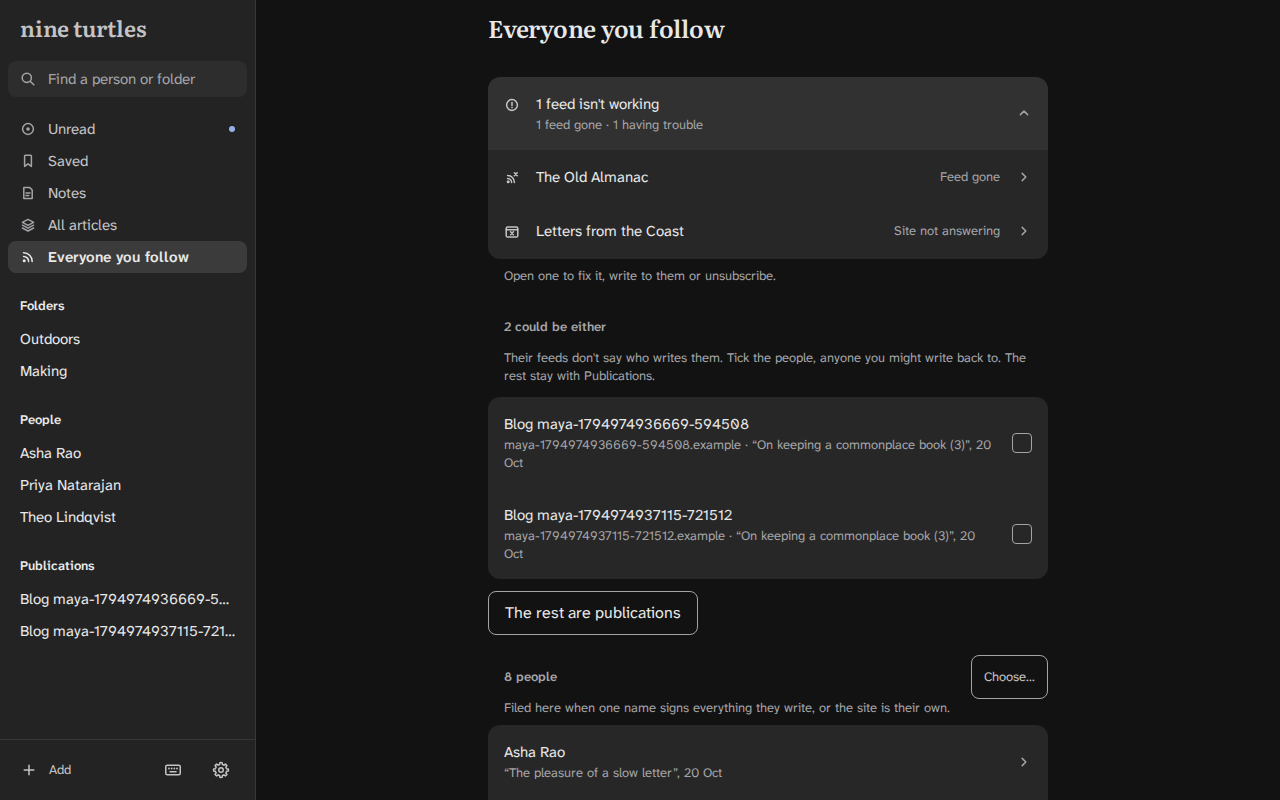 nine turtles
Find a person or folder
Unread
Saved
Notes
All articles
Everyone you follow
Folders
Outdoors
Making
People
Asha Rao
Priya Natarajan
Theo Lindqvist
Publications
Blog maya-1794974936669-5...
Blog maya-1794974937115-721...
Add
Everyone you follow
1 feed isn't working
1 feed gone · 1 having trouble
The Old Almanac
Feed gone
Letters from the Coast
Site not answering
Open one to fix it, write to them or unsubscribe.
2 could be either
Their feeds don't say who writes them. Tick the people, anyone you might write back to. The
rest stay with Publications.
Blog maya-1794974936669-594508
maya-1794974936669-594508.example · “On keeping a commonplace book (3)”, 20
Oct
Blog maya-1794974937115-721512
maya-1794974937115-721512.example · “On keeping a commonplace book (3)”, 20
Oct
The rest are publications
8 people
Choose...
Filed here when one name signs everything they write, or the site is their own.
Asha Rao
“The pleasure of a slow letter”, 20 Oct